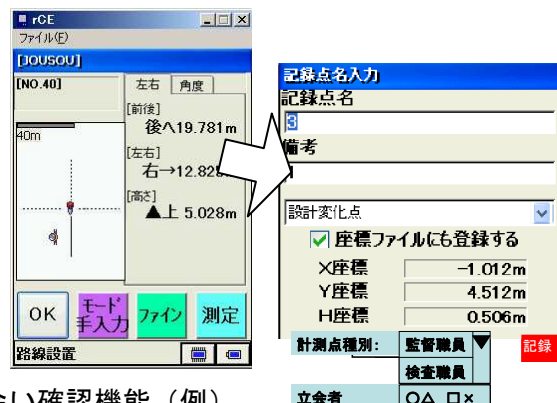 rCE
ファイル(F)
[JOUSOU]
[NO.40]
左右 角度
[前後]
後へ19.781m
40m
[左右]
右→12.828
[高さ]
▲上 5.028m
OK
モード
手入力
ファイン
測定
路線設置
記録点名入力
記録点名
3
備考
設計変化点
座標ファイルにも登録する
X座標 -1.012m
Y座標 4.512m
H座標 0.506m
計測点種別: 監督職員 ▼
検査職員
記録
立会者 ○△ □×
い確認機能（例）